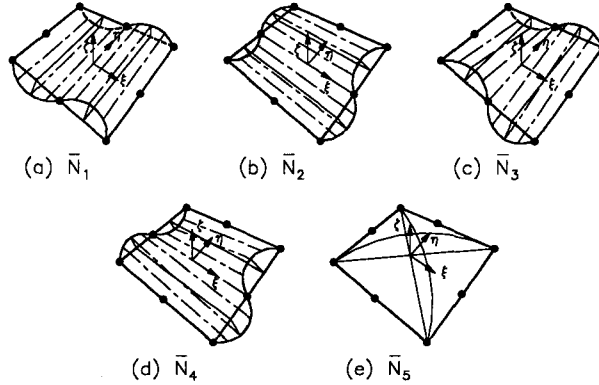 ζ η ξ
ζ η ξ
ζ η ξ
(a) N̄₁ (b) N̄₂ (c) N̄₃
ζ η ξ
ζ η ξ
(d) N̄₄ (e) N̄₅